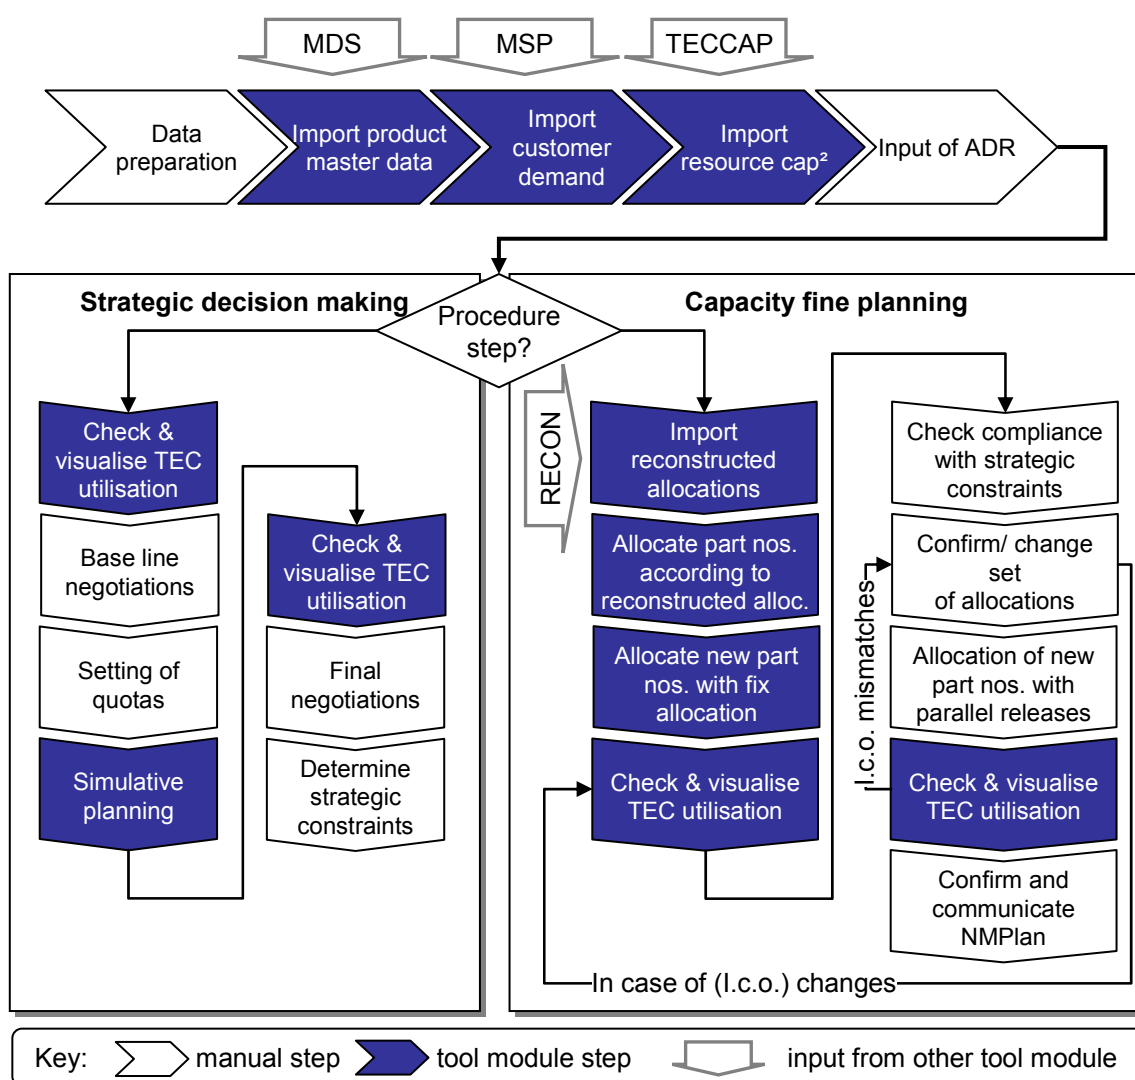 MDS
MSP
TECCAP
Data
preparation
Import product
master data
Import
customer
demand
Import
resource cap²
Input of ADR
Strategic decision making
Procedure
step?
Capacity fine planning
Check &
visualise TEC
utilisation
Base line
negotiations
Setting of
quotas
Simulative
planning
Check &
visualise TEC
utilisation
Final
negotiations
Determine
strategic
constraints
RECON
Import
reconstructed
allocations
Allocate part nos.
according to
reconstructed alloc.
Allocate new part
nos. with fix
allocation
Check & visualise
TEC utilisation
Check compliance
with strategic
constraints
Confirm/ change
set
of allocations
Allocation of new
part nos. with
parallel releases
I.c.o. mismatches
Check & visualise
TEC utilisation
Confirm and
communicate
NMPlan
In case of (I.c.o.) changes
Key:
manual step
tool module step
input from other tool module